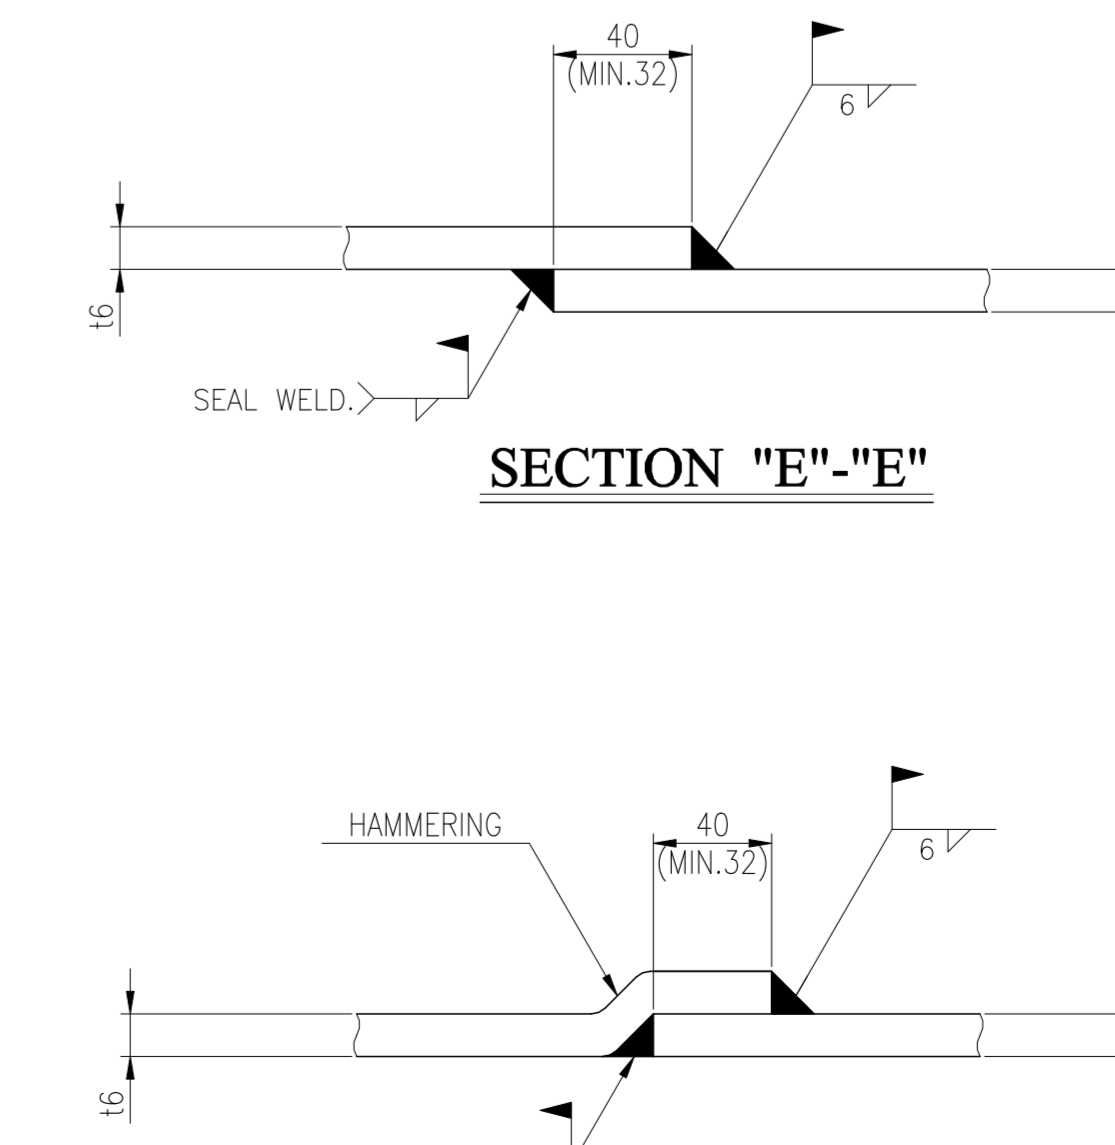 40
(MIN.32)
6
t6
SEAL WELD.
SECTION "E"-"E"
HAMMERING
40
(MIN.32)
6
t6